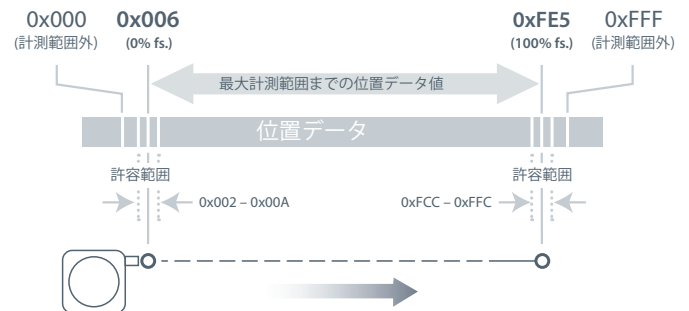 0x000
(計測範囲外)
0x006
(0% fs.)
0xFE5
(100% fs.)
0xFFF
(計測範囲外)
最大計測範囲までの位置データ値
位置データ
許容範囲
許容範囲
0x002 – 0x00A
0xFCC – 0xFFC